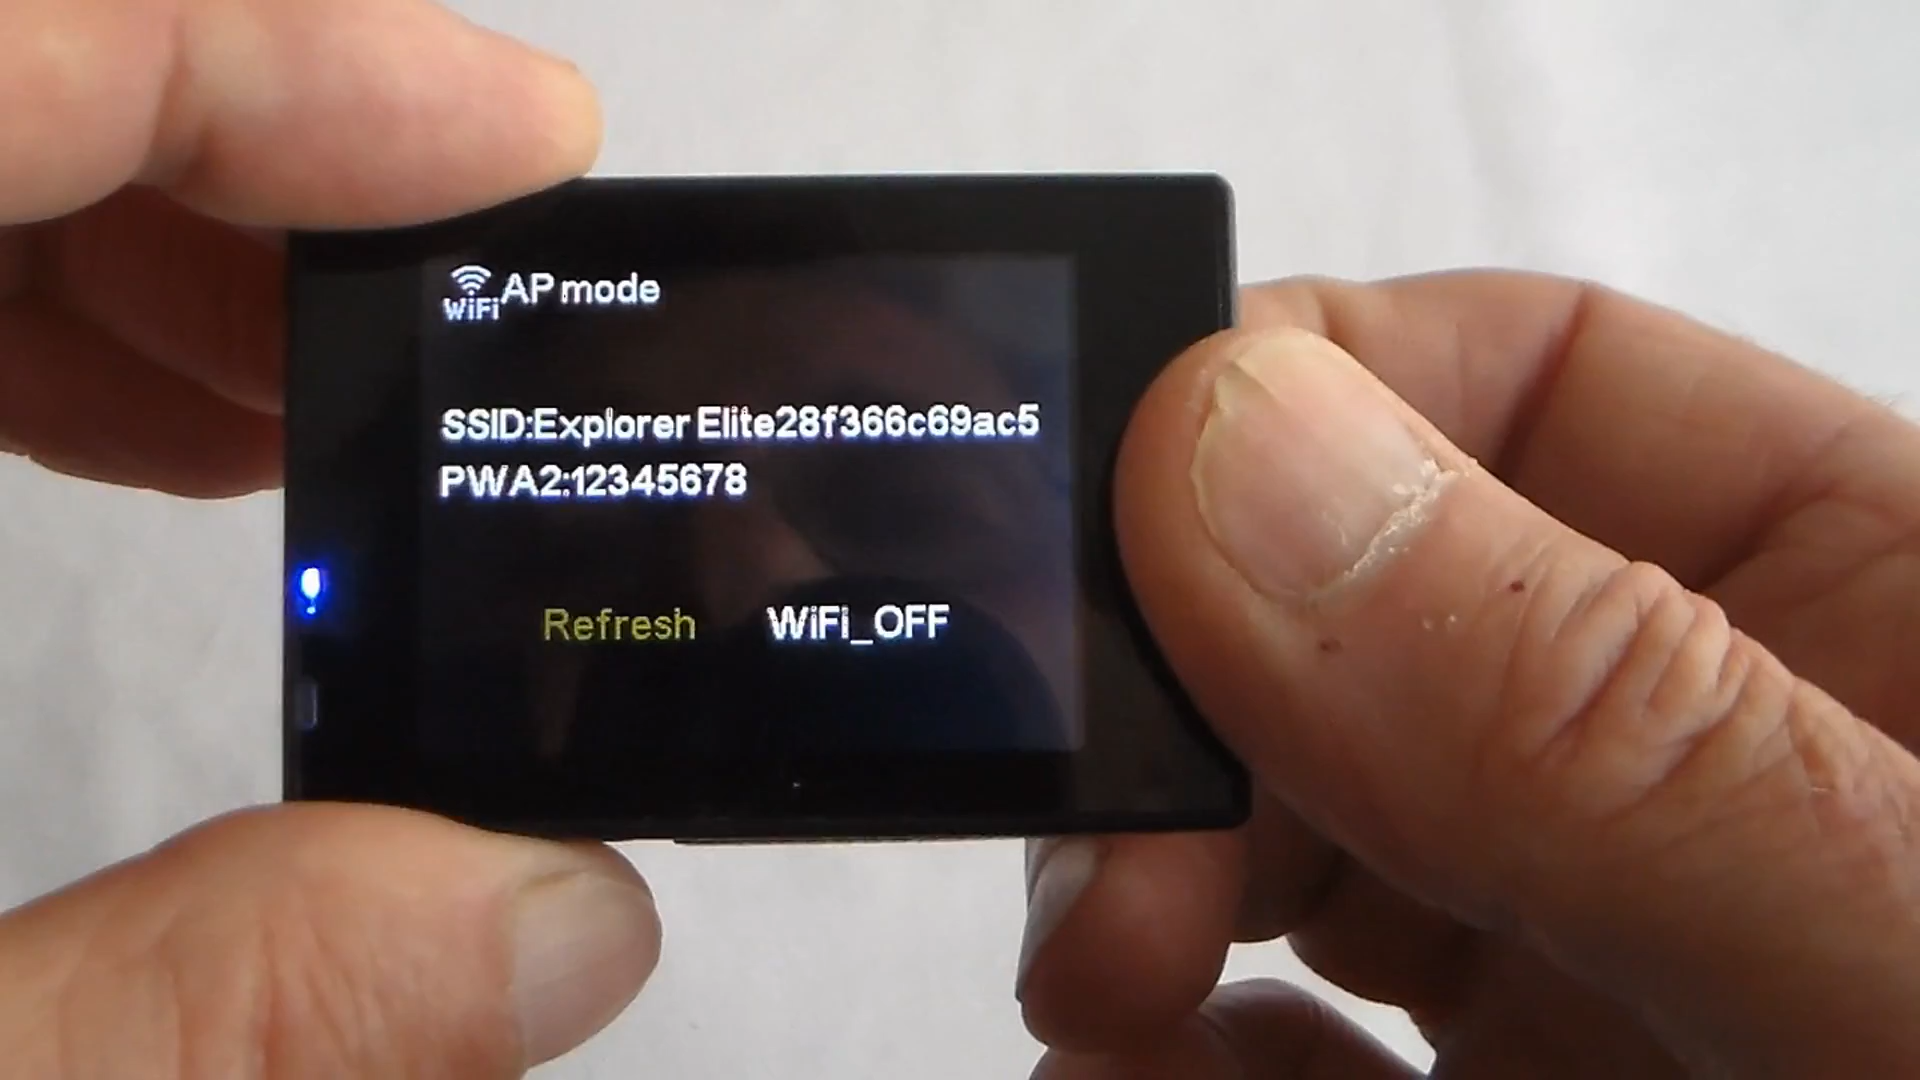 WiFi AP mode
SSID:Explorer Elite28f366c69ac5
PWA2:12345678
Refresh WiFi_OFF